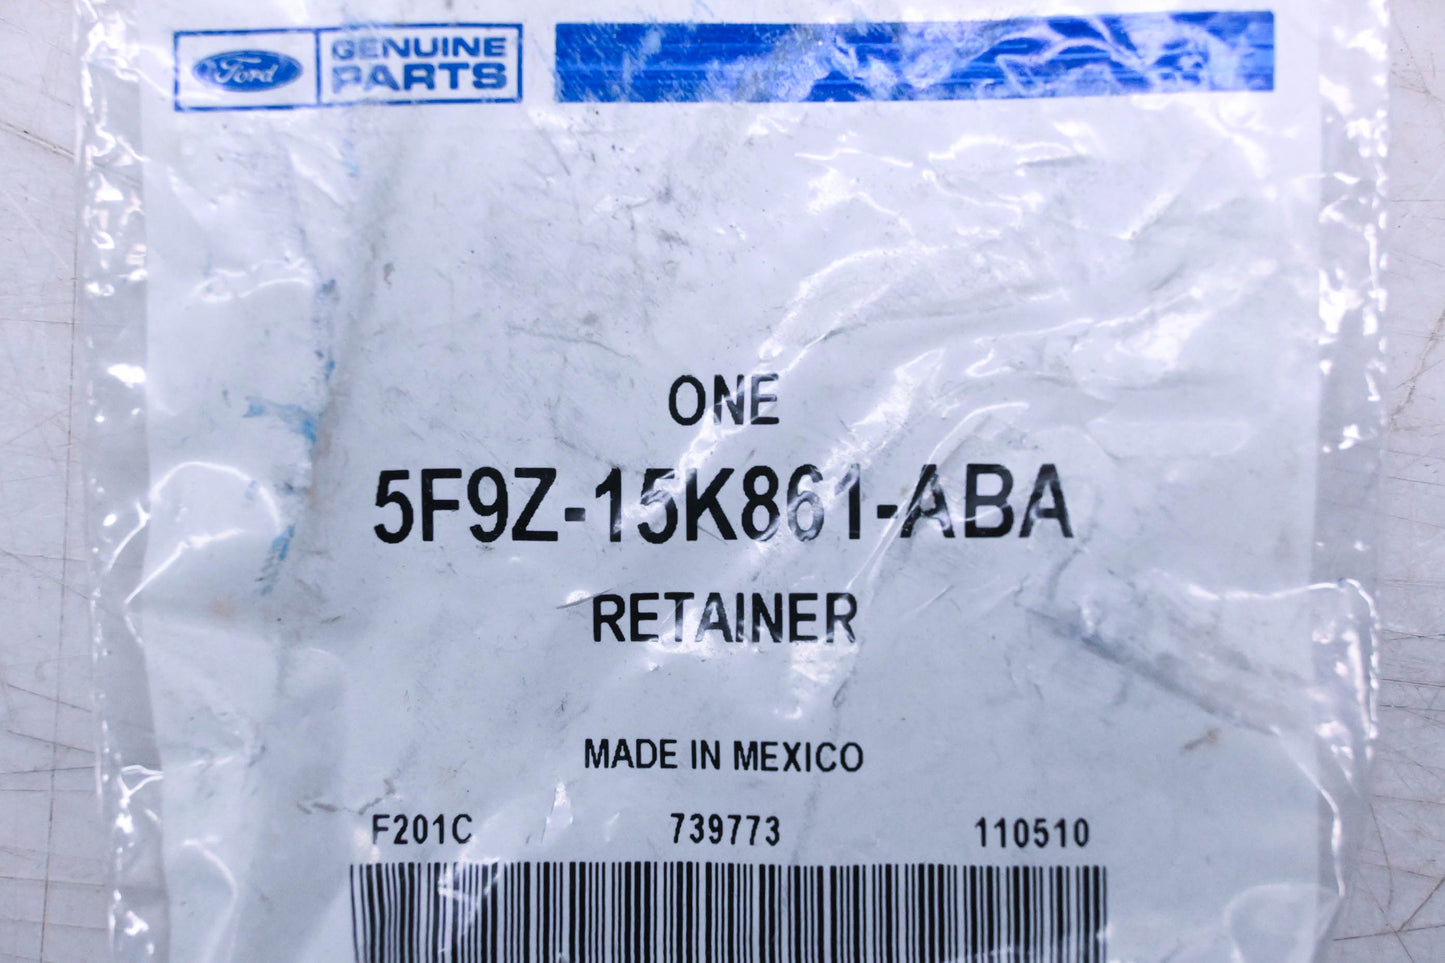 Ford
GENUINE
PARTS
ONE
5F9Z-15K861-ABA
RETAINER
MADE IN MEXICO
F201C 739773 110510